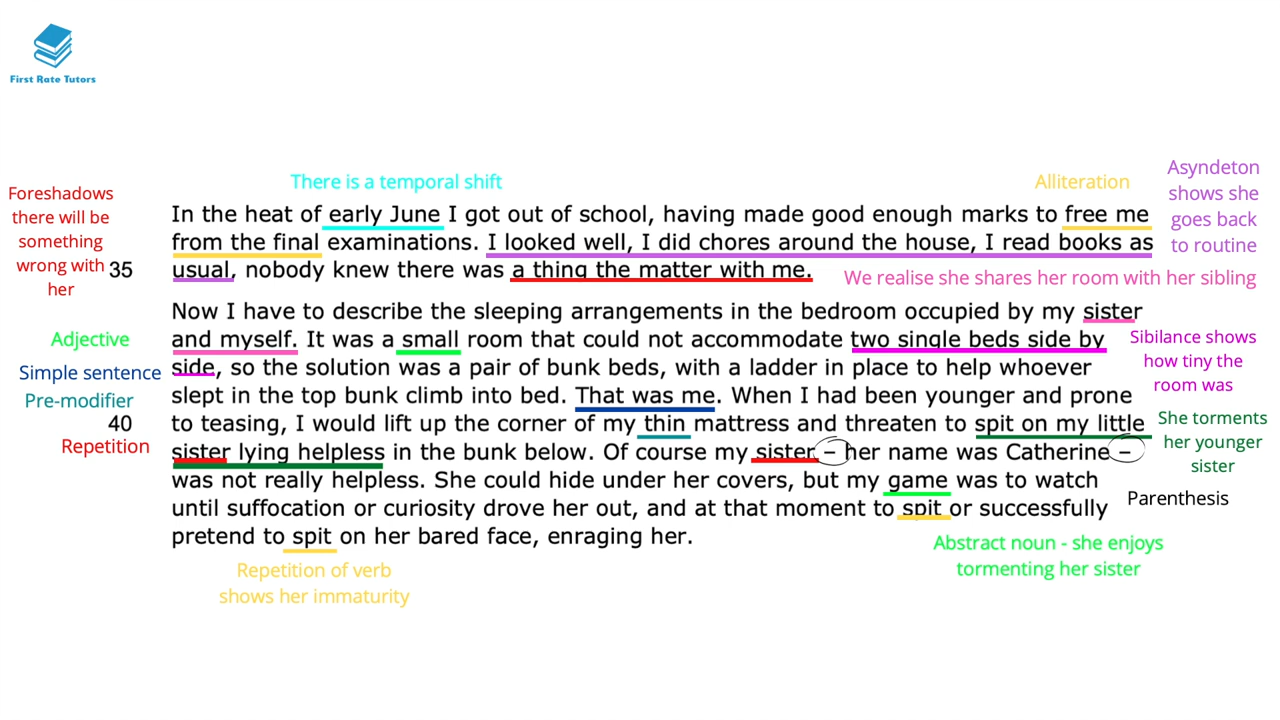 First Rate Tutors
There is a temporal shift
Alliteration
Asyndeton
shows she
goes back
to routine
Foreshadows
there will be
something
wrong with
her
In the heat of early June I got out of school, having made good enough marks to free me
from the final examinations. I looked well, I did chores around the house, I read books as
35 usual, nobody knew there was a thing the matter with me.
We realise she shares her room with her sibling
Now I have to describe the sleeping arrangements in the bedroom occupied by my sister
and myself. It was a small room that could not accommodate two single beds side by
side, so the solution was a pair of bunk beds, with a ladder in place to help whoever
slept in the top bunk climb into bed. That was me. When I had been younger and prone
40 to teasing, I would lift up the corner of my thin mattress and threaten to spit on my little
sister lying helpless in the bunk below. Of course my sister – her name was Catherine –
was not really helpless. She could hide under her covers, but my game was to watch
until suffocation or curiosity drove her out, and at that moment to spit or successfully
pretend to spit on her bared face, enraging her.
Adjective
Simple sentence
Pre-modifier
Repetition
Sibilance shows
how tiny the
room was
She torments
her younger
sister
Parenthesis
Abstract noun - she enjoys
tormenting her sister
Repetition of verb
shows her immaturity